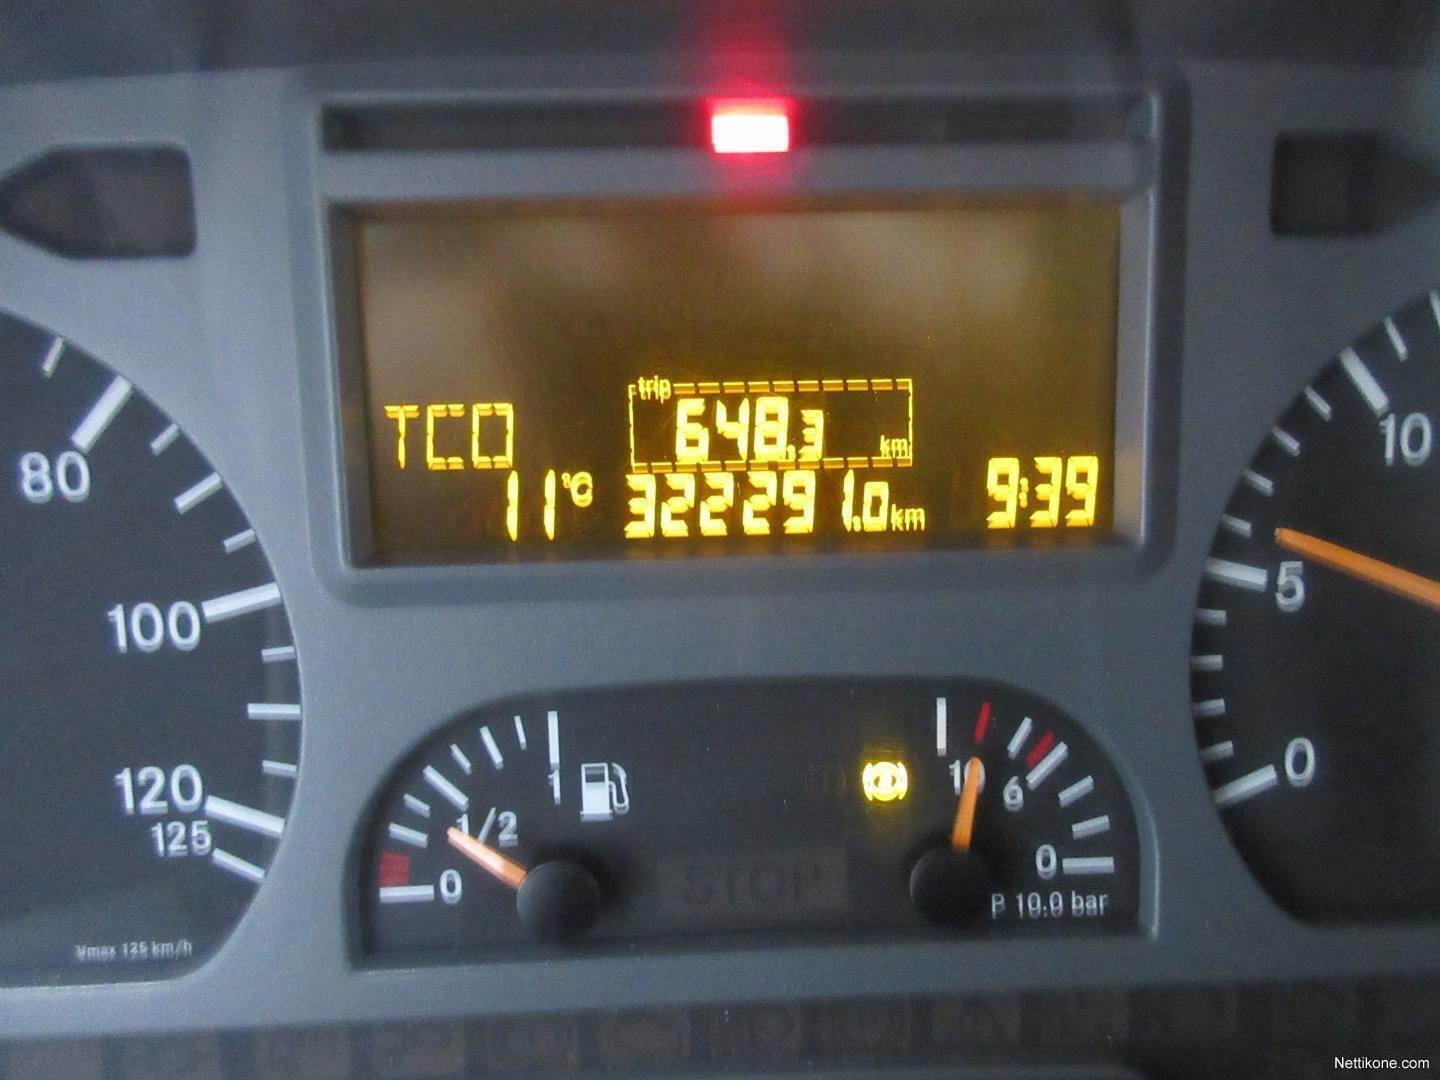 trip
TCO 648.3 km
11°C 322291.0km 9:39
80
100
120
125
Vmax 125 km/h
10
5
0
0 1/2 1
10 6 0
STOP
P 10.0 bar
Nettikone.com